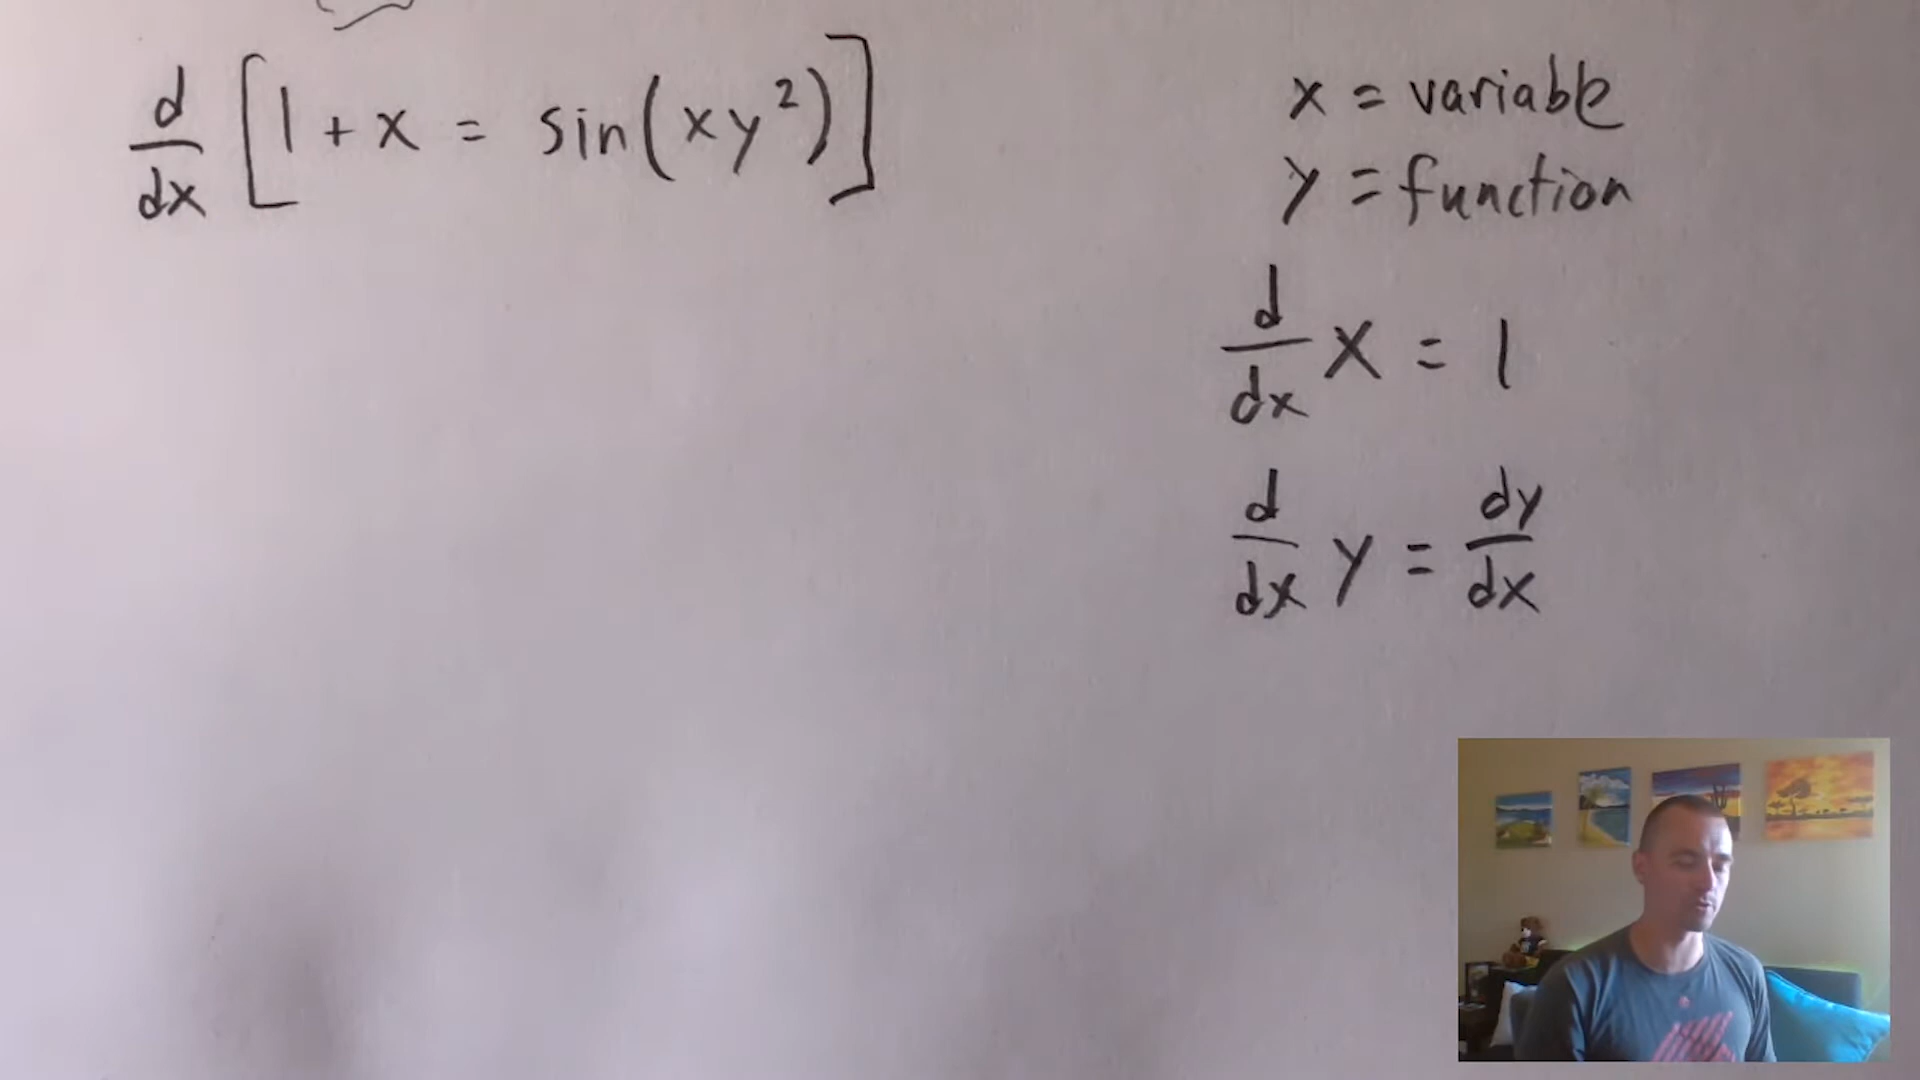 d/dx [1 + x = sin(xy²)]
x = variable
y = function
d/dx x = 1
d/dx y = dy/dx